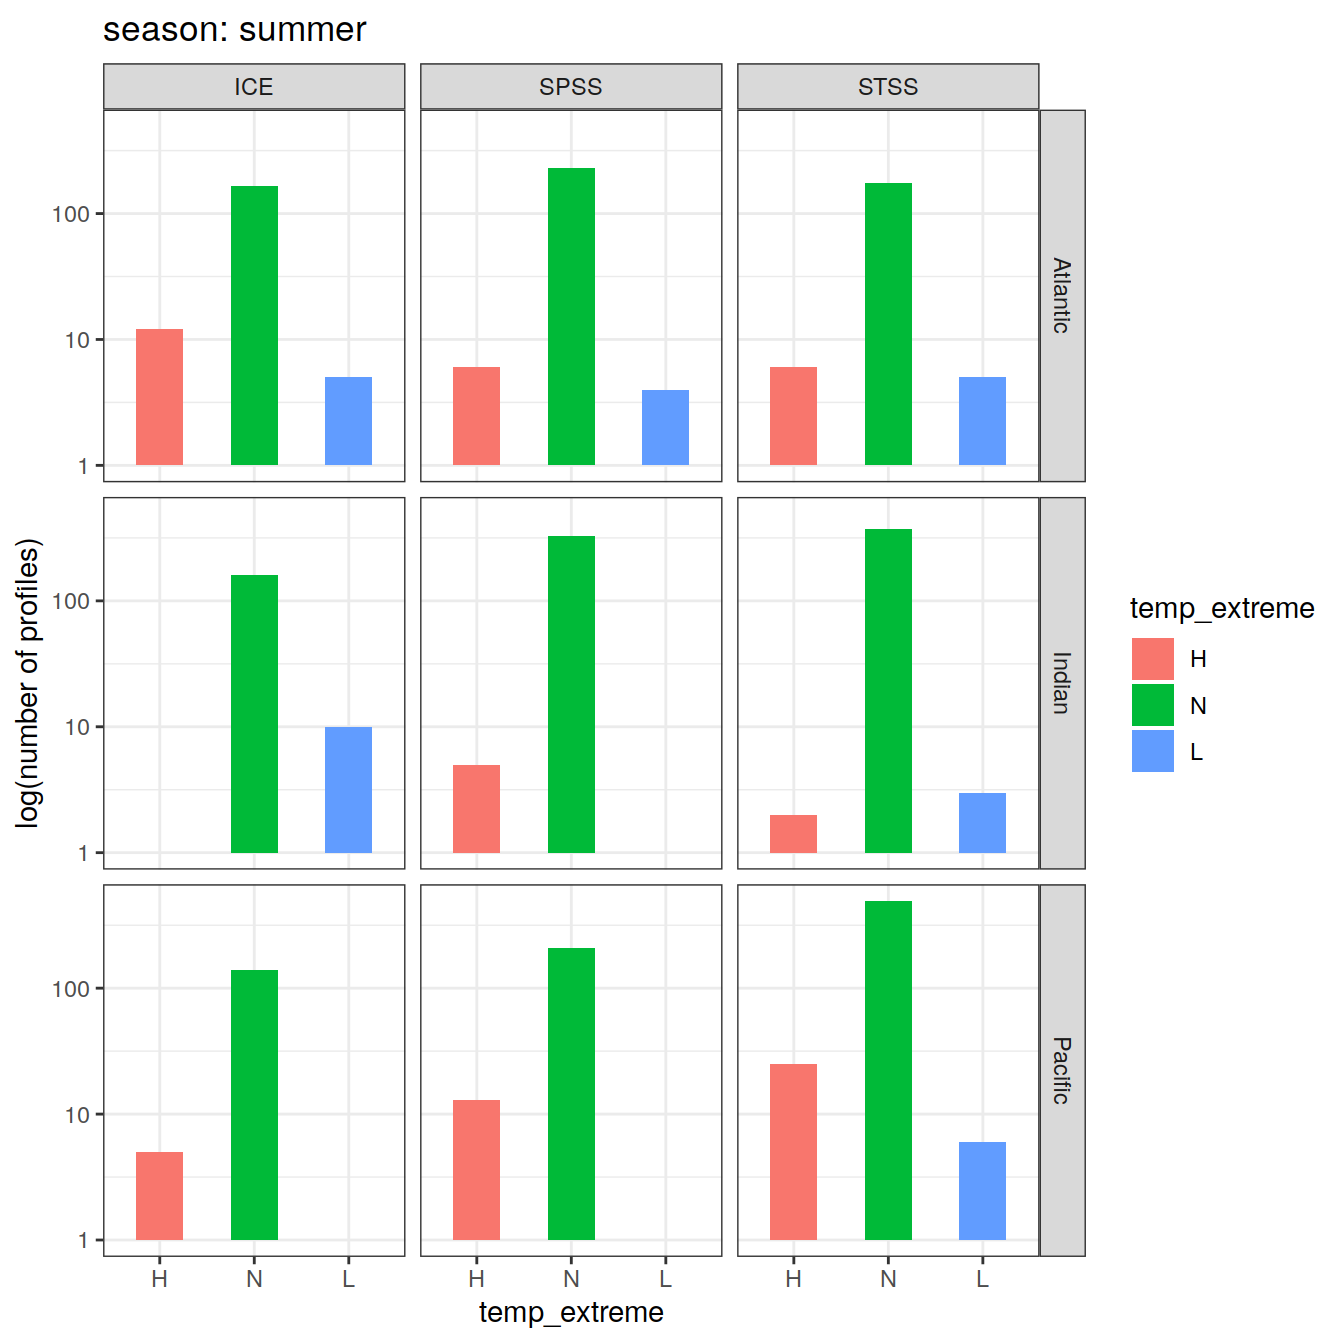 season: summer
ICE SPSS STSS
100
10
1
Atlantic
100
10
1
Indian
100
10
1
Pacific
log(number of profiles)
H N L H N L H N L
temp_extreme
temp_extreme
H
N
L